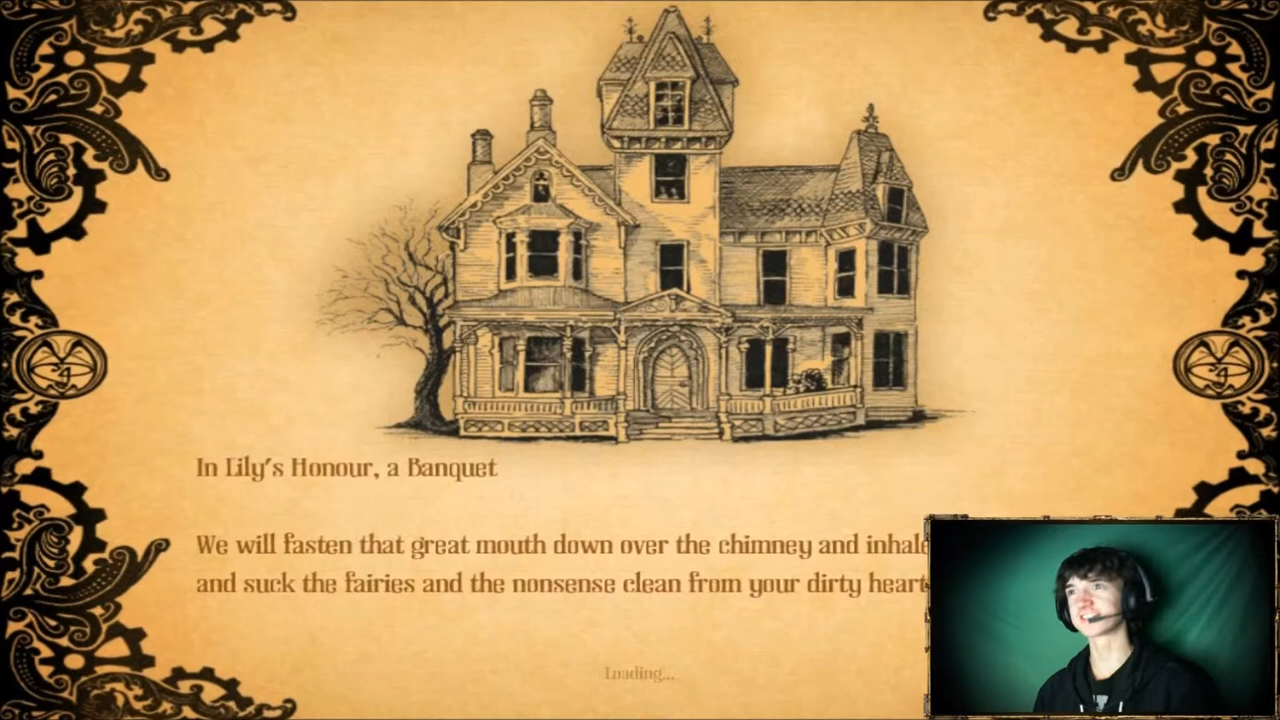 In Lily's Honour, a Banquet
We will fasten that great mouth down over the chimney and inhale
and suck the fairies and the nonsense clean from your dirty heart
Loading...